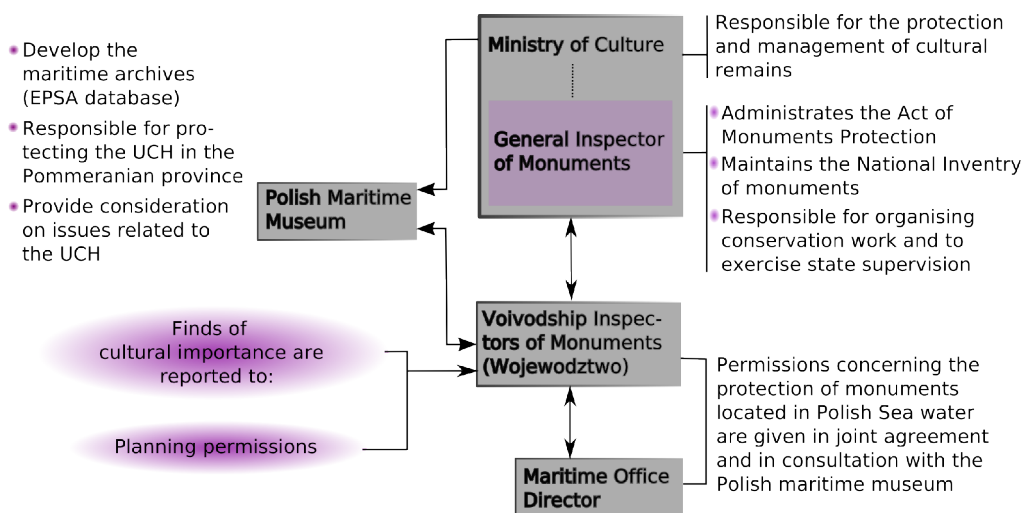 Develop the
maritime archives
(EPSA database)
Responsible for pro-
tecting the UCH in the
Pommeranian province
Provide consideration
on issues related to
the UCH
Polish Maritime
Museum
Ministry of Culture
General Inspector
of Monuments
Responsible for the protection
and management of cultural
remains
Administrates the Act of
Monuments Protection
Maintains the National Inventry
of monuments
Responsible for organising
conservation work and to
exercise state supervision
Finds of
cultural importance are
reported to:
Planning permissions
Voivodship Inspec-
tors of Monuments
(Wojewodztwo)
Maritime Office
Director
Permissions concerning the
protection of monuments
located in Polish Sea water
are given in joint agreement
and in consultation with the
Polish maritime museum